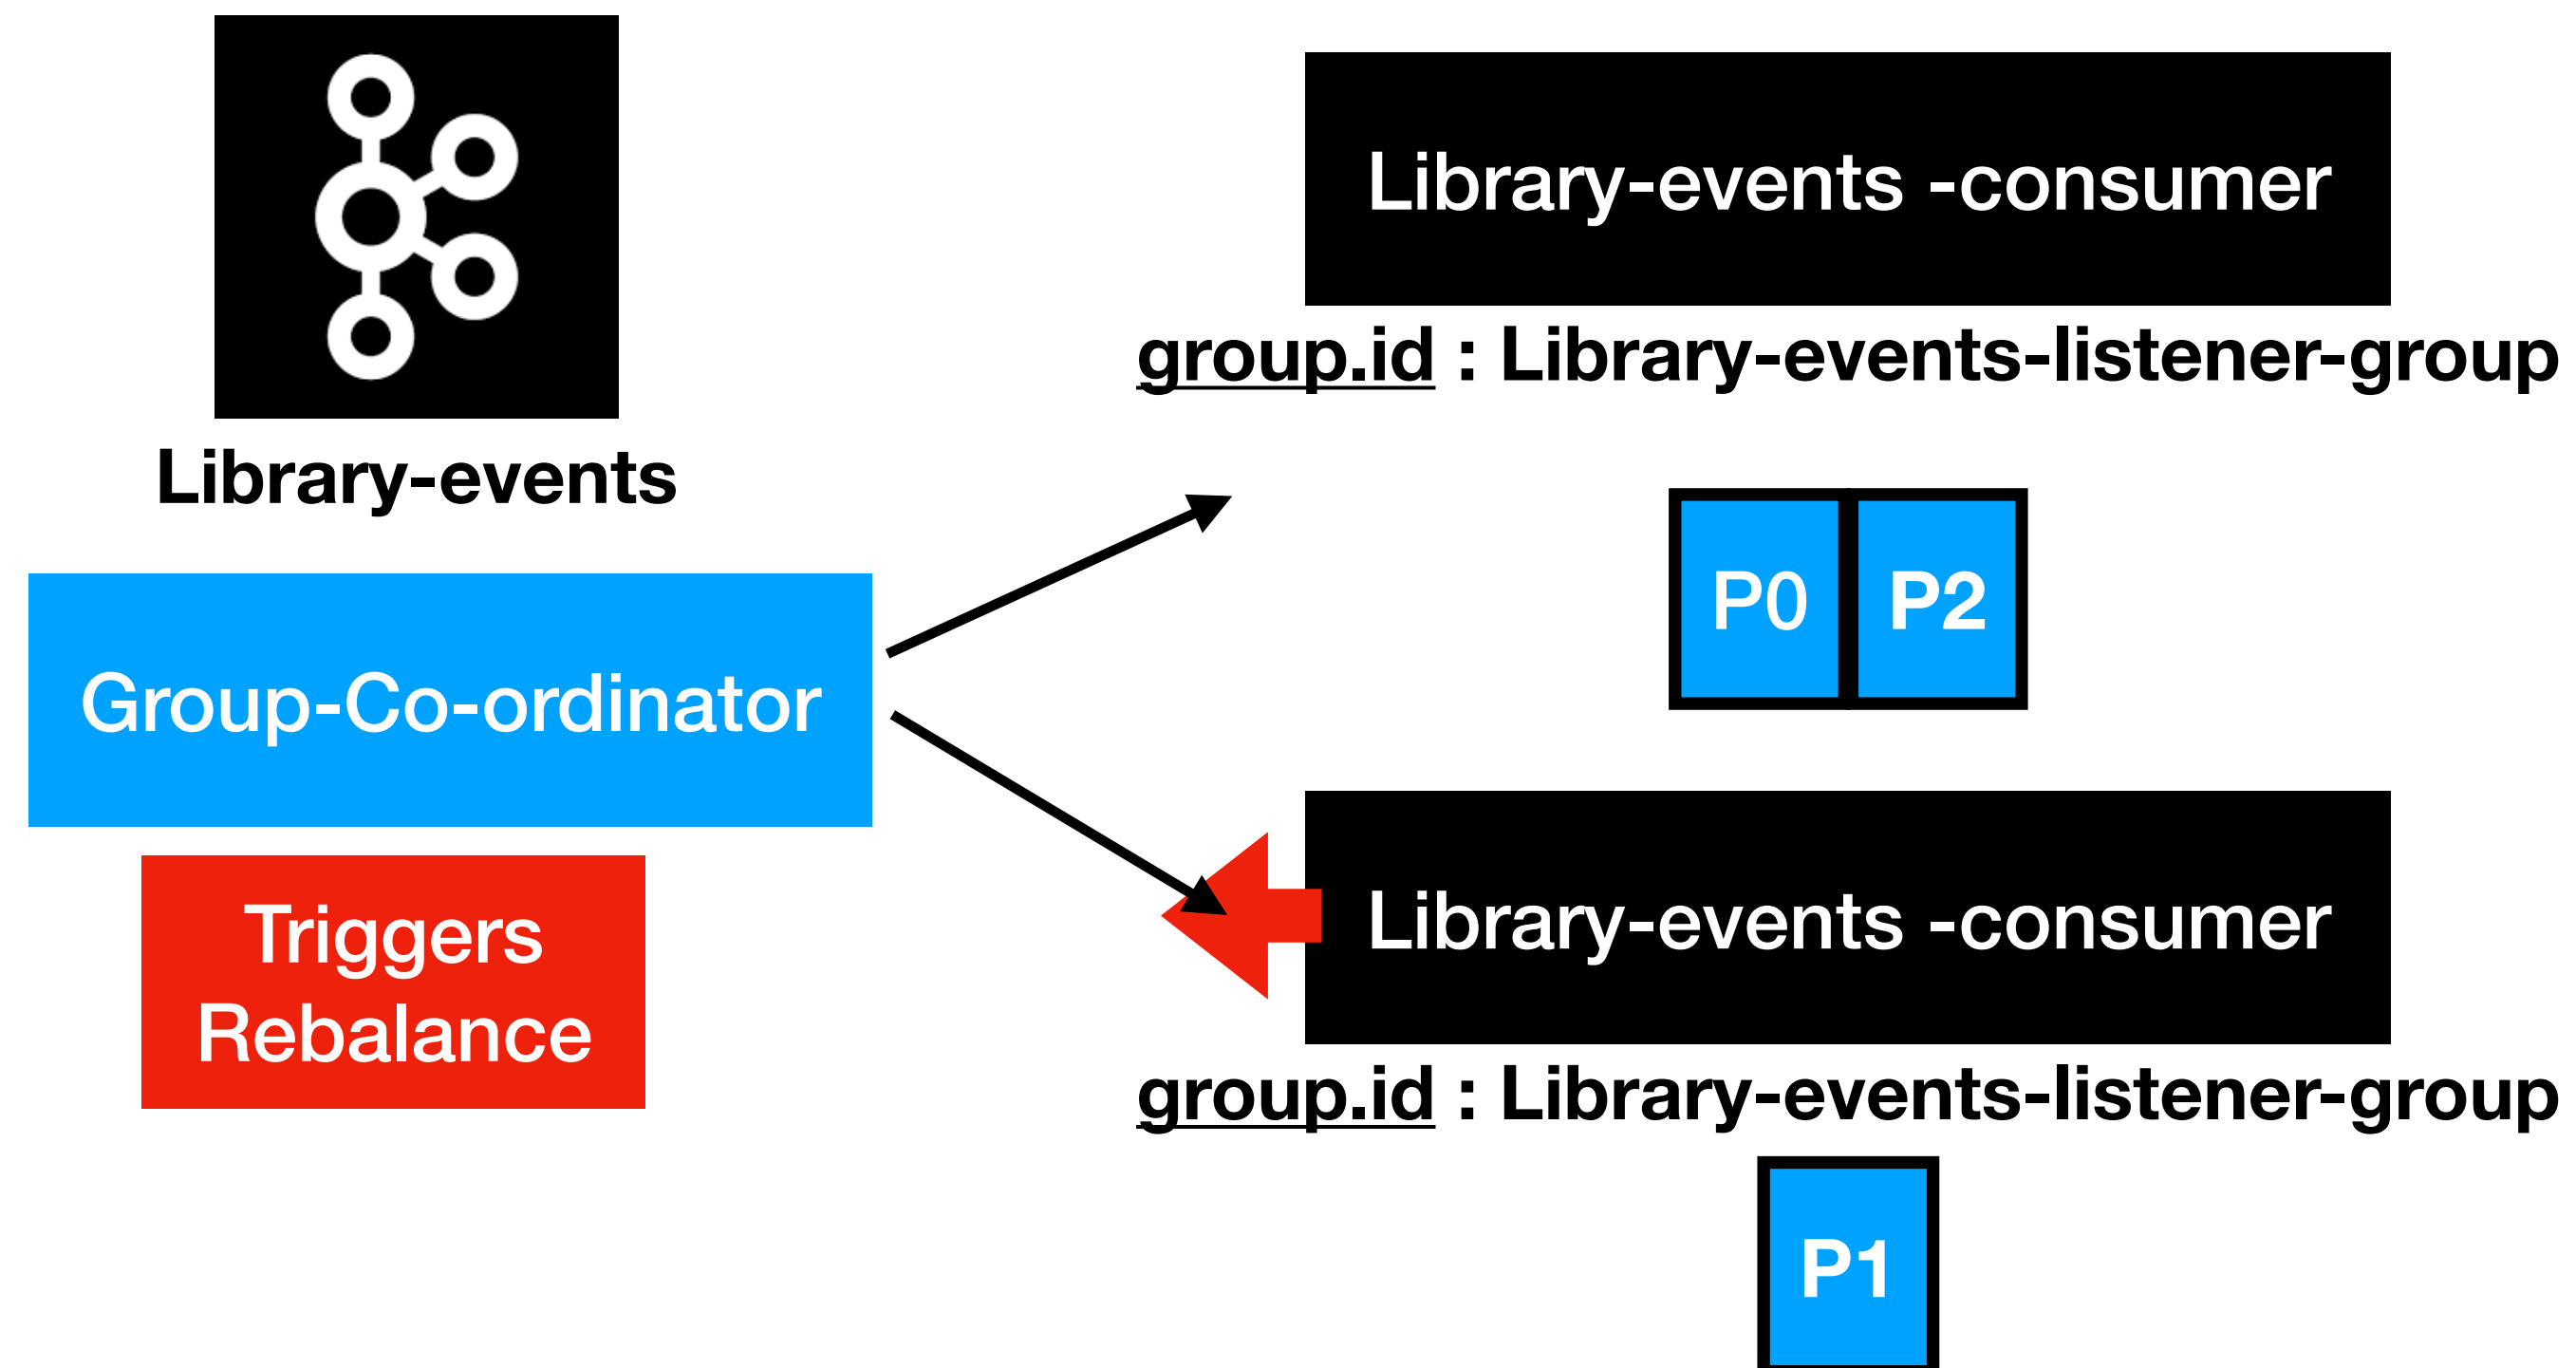 Library-events
Group-Co-ordinator
Triggers
Rebalance
Library-events -consumer
group.id : Library-events-listener-group
P0
P2
Library-events -consumer
group.id : Library-events-listener-group
P1